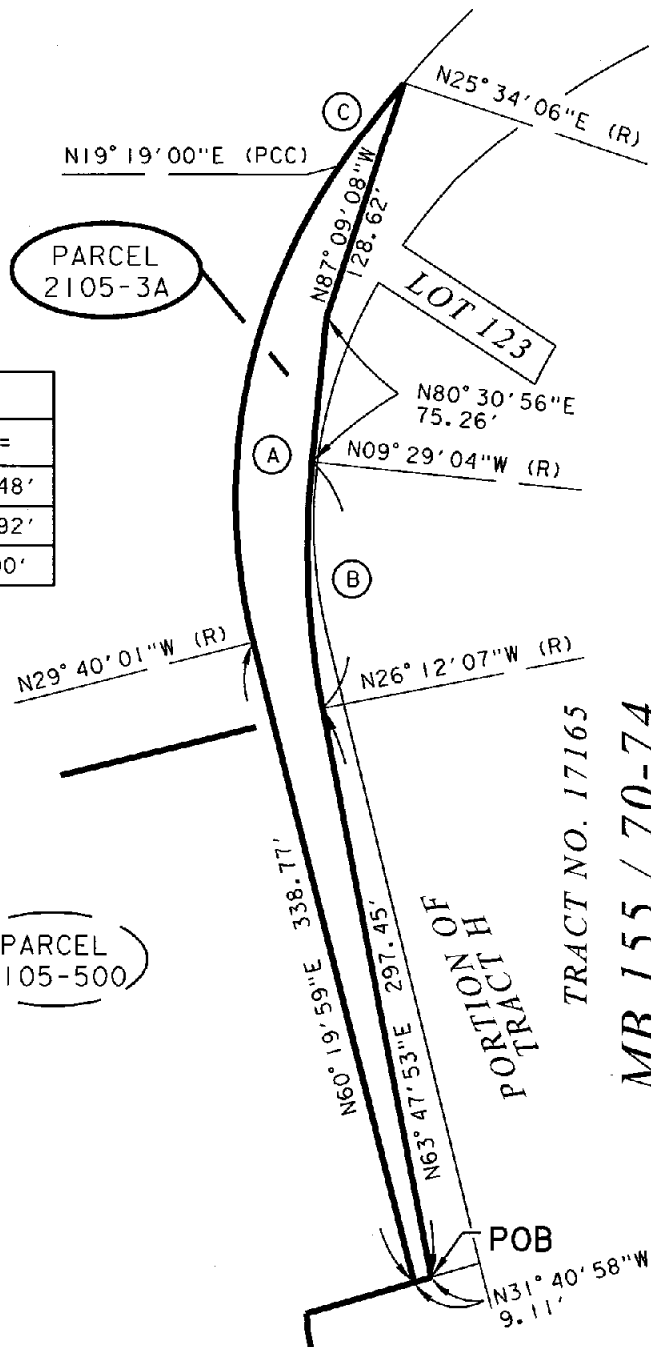 N25°34'06"E (R)
C
N19°19'00"E (PCC)
N87°09'08"W
128.62'
PARCEL
2105-3A
LOT 123
N80°30'56"E
75.26'
=
48'
92'
00'
A
N09°29'04"W (R)
B
N29°40'01"W (R)
N26°12'07"W (R)
TRACT NO. 17165
MB 155 / 70-74
N60°19'59"E 338.77'
N63°47'53"E 297.45'
PORTION OF
TRACT H
PARCEL
105-500
POB
N31°40'58"W
9.11'